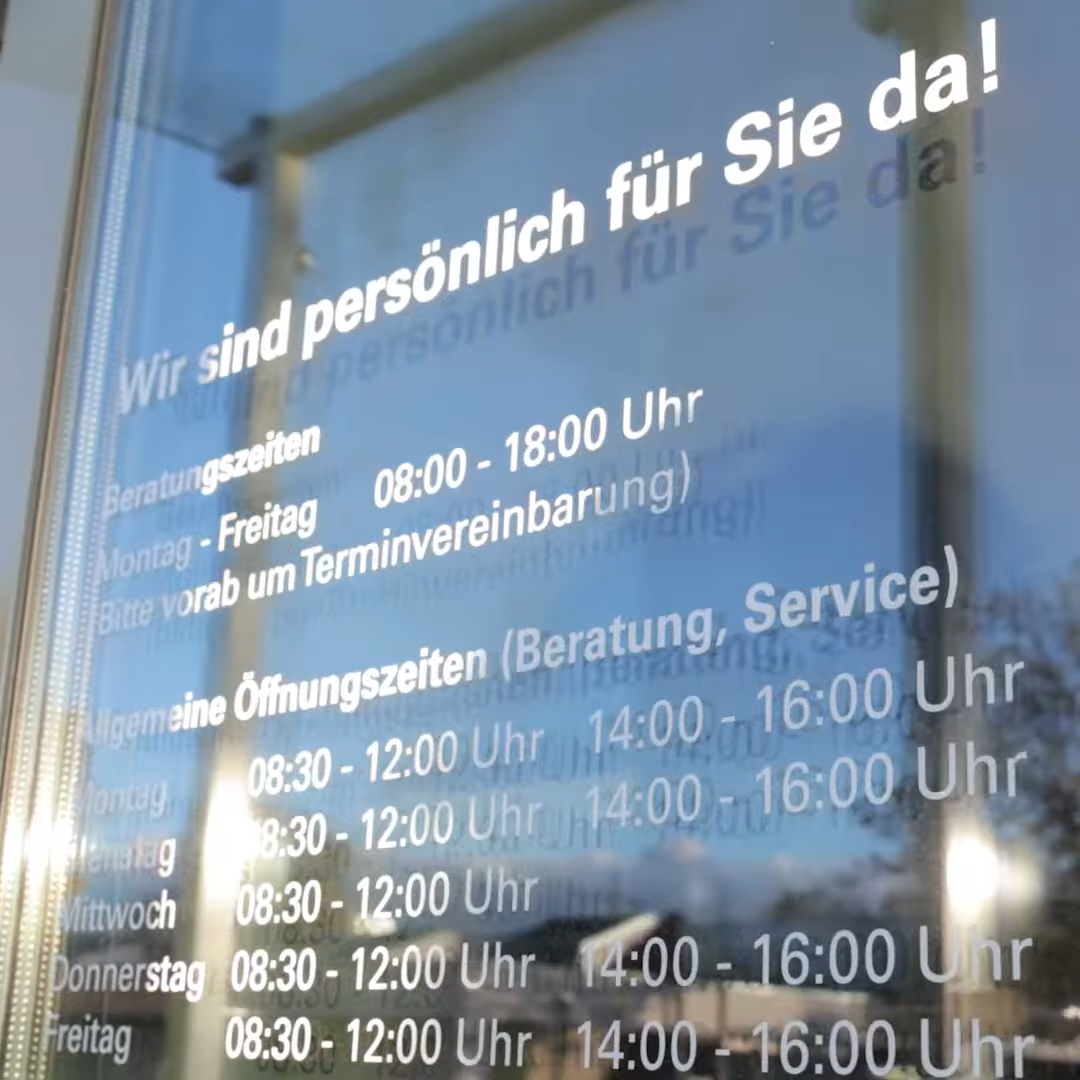 Wir sind persönlich für Sie da!
Beratungszeiten
Montag - Freitag 08:00 - 18:00 Uhr
(Bitte vorab um Terminvereinbarung)
Allgemeine Öffnungszeiten (Beratung, Service)
Montag 08:30 - 12:00 Uhr 14:00 - 16:00 Uhr
Dienstag 08:30 - 12:00 Uhr 14:00 - 16:00 Uhr
Mittwoch 08:30 - 12:00 Uhr
Donnerstag 08:30 - 12:00 Uhr 14:00 - 16:00 Uhr
Freitag 08:30 - 12:00 Uhr 14:00 - 16:00 Uhr